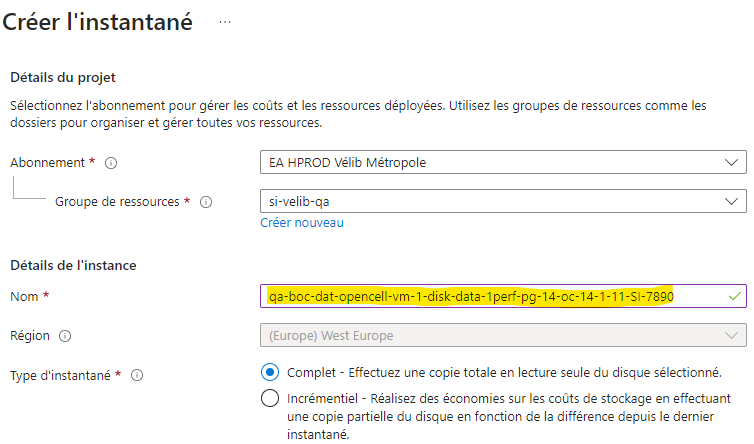 Créer l'instantané ...
Détails du projet
Sélectionnez l'abonnement pour gérer les coûts et les ressources déployées. Utilisez les groupes de ressources comme les
dossiers pour organiser et gérer toutes vos ressources.
Abonnement * EA HPROD Vélib Métropole
Groupe de ressources * si-velib-qa
Créer nouveau
Détails de l'instance
Nom * qa-boc-dat-opencell-vm-1-disk-data-1perf-pg-14-oc-14-1-11-SI-7890
Région (Europe) West Europe
Type d'instantané * Complet - Effectuez une copie totale en lecture seule du disque sélectionné.
Incrémentiel - Réalisez des économies sur les coûts de stockage en effectuant
une copie partielle du disque en fonction de la différence depuis le dernier
instantané.